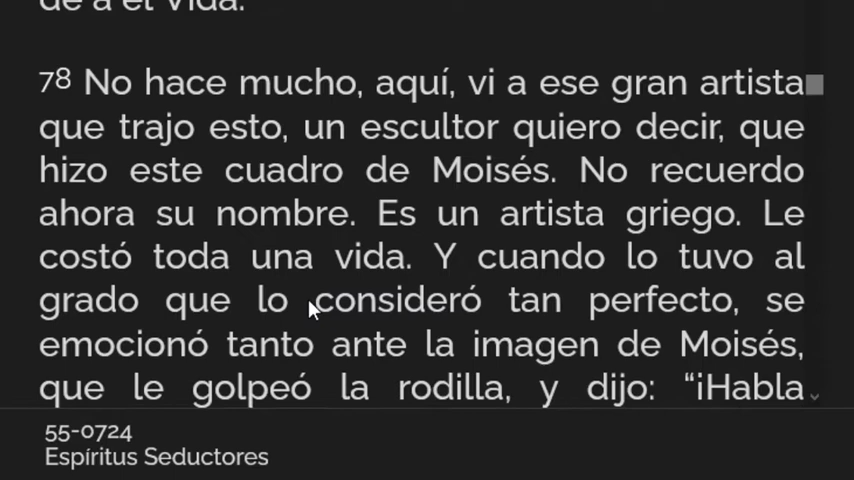 de a él Vida.
78 No hace mucho, aquí, vi a ese gran artista
que trajo esto, un escultor quiero decir, que
hizo este cuadro de Moisés. No recuerdo
ahora su nombre. Es un artista griego. Le
costó toda una vida. Y cuando lo tuvo al
grado que lo consideró tan perfecto, se
emocionó tanto ante la imagen de Moisés,
que le golpeó la rodilla, y dijo: “¡Habla
55-0724
Espíritus Seductores